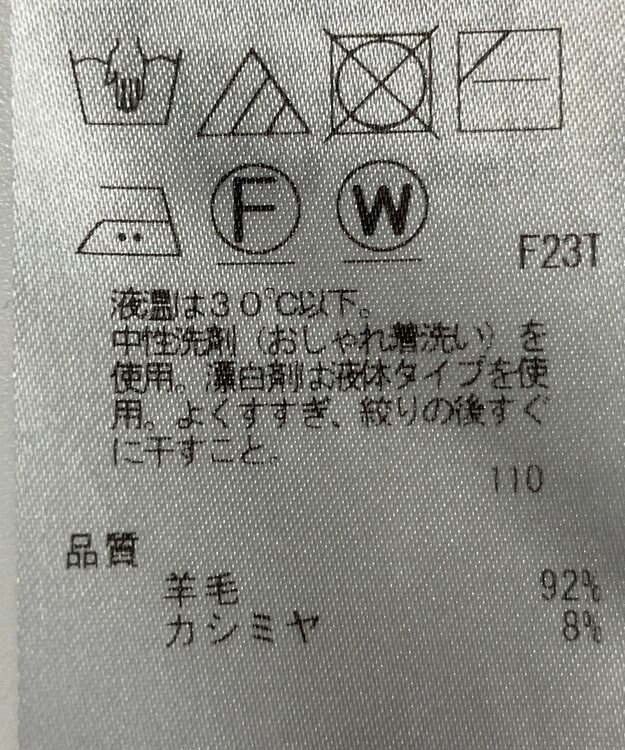 F W
F23T
液温は30℃以下。
中性洗剤（おしゃれ着洗い）を
使用。漂白剤は液体タイプを使
用。よくすすぎ、絞りの後すぐ
に干すこと。
110
品質
羊毛 92%
カシミヤ 8%